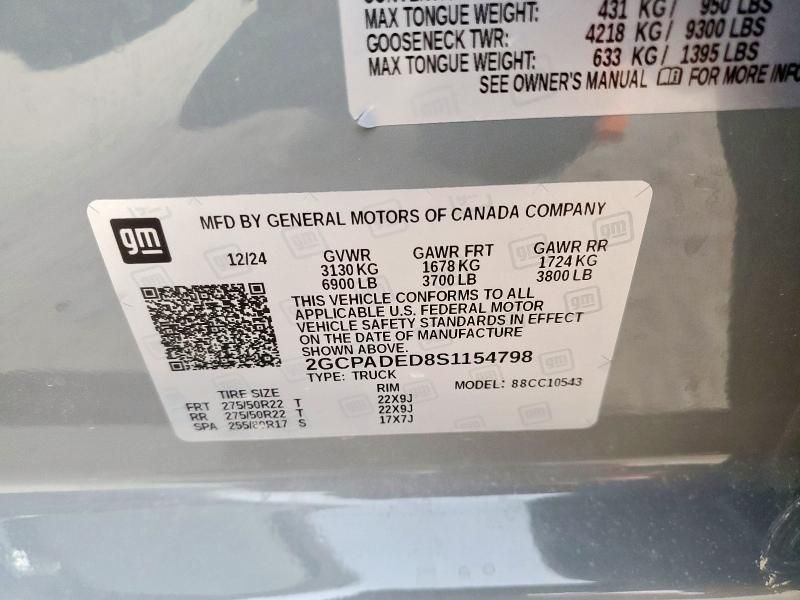 MAX TONGUE WEIGHT: 431 KG / 950 LBS
GOOSENECK TWR: 4218 KG / 9300 LBS
MAX TONGUE WEIGHT: 633 KG / 1395 LBS
SEE OWNER'S MANUAL FOR MORE INFO
gm
MFD BY GENERAL MOTORS OF CANADA COMPANY
12/24 GVWR GAWR FRT GAWR RR
3130 KG 1678 KG 1724 KG
6900 LB 3700 LB 3800 LB
THIS VEHICLE CONFORMS TO ALL
APPLICABLE U.S. FEDERAL MOTOR
VEHICLE SAFETY STANDARDS IN EFFECT
ON THE DATE OF MANUFACTURE
SHOWN ABOVE.
2GCPADED8S1154798
TYPE: TRUCK MODEL: 88CC10543
TIRE SIZE RIM
FRT 275/50R22 T 22X9J
RR 275/50R22 T 22X9J
SPA 255/80R17 S 17X7J